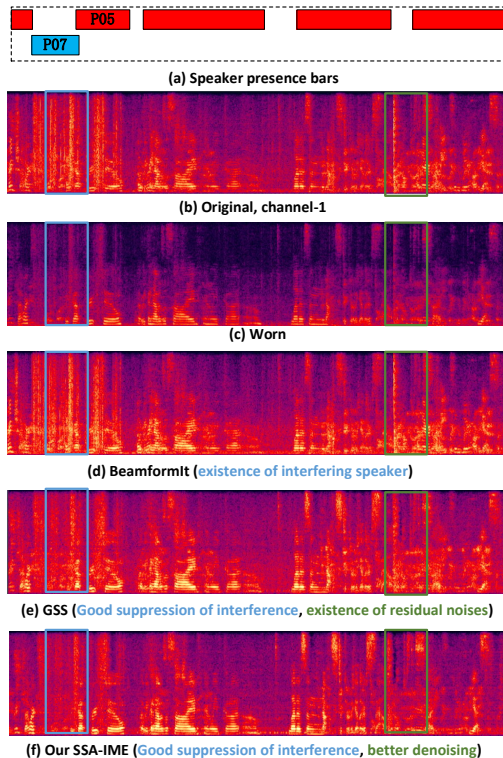 P05
P07
(a) Speaker presence bars
(b) Original, channel-1
(c) Worn
(d) BeamformIt (existence of interfering speaker)
(e) GSS (Good suppression of interference, existence of residual noises)
(f) Our SSA-IME (Good suppression of interference, better denoising)